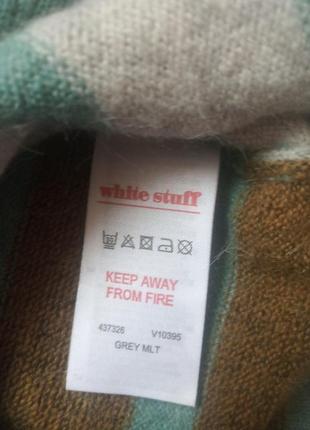 white stuff
KEEP AWAY
FROM FIRE
437326 V10395
GREY MLT